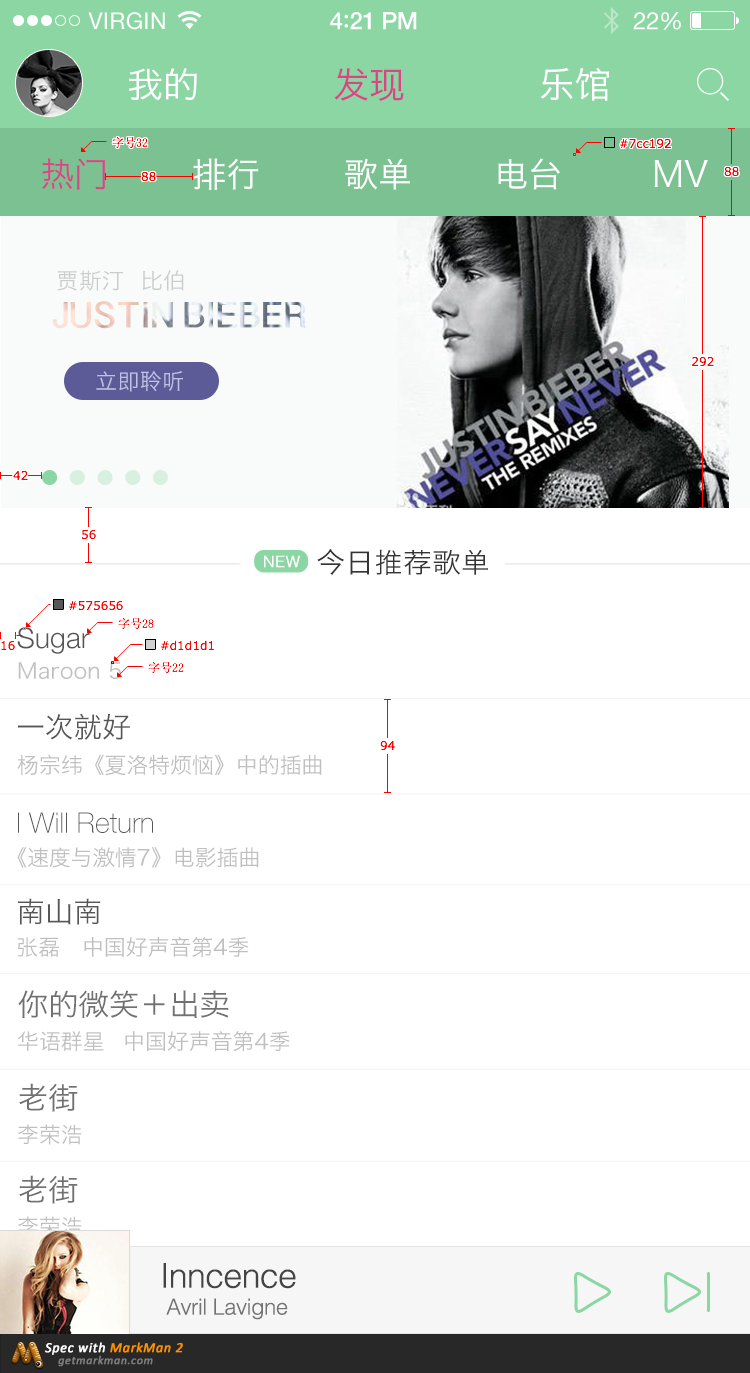 VIRGIN 4:21 PM 22%
我的 发现 乐馆
字号32 #7cc192
热门 88 排行 歌单 电台 MV 88
贾斯汀 比伯
JUSTIN BIEBER
立即聆听
JUSTIN BIEBER
NEVERSAYNEVER
THE REMIXES
292
42
56
NEW 今日推荐歌单
#575656
字号28
16 Sugar #d1d1d1
Maroon 5 字号22
一次就好
94
杨宗纬《夏洛特烦恼》中的插曲
I Will Return
《速度与激情7》电影插曲
南山南
张磊 中国好声音第4季
你的微笑＋出卖
华语群星 中国好声音第4季
老街
李荣浩
老街
李荣浩
Inncence
Avril Lavigne
Spec with MarkMan 2
getmarkman.com